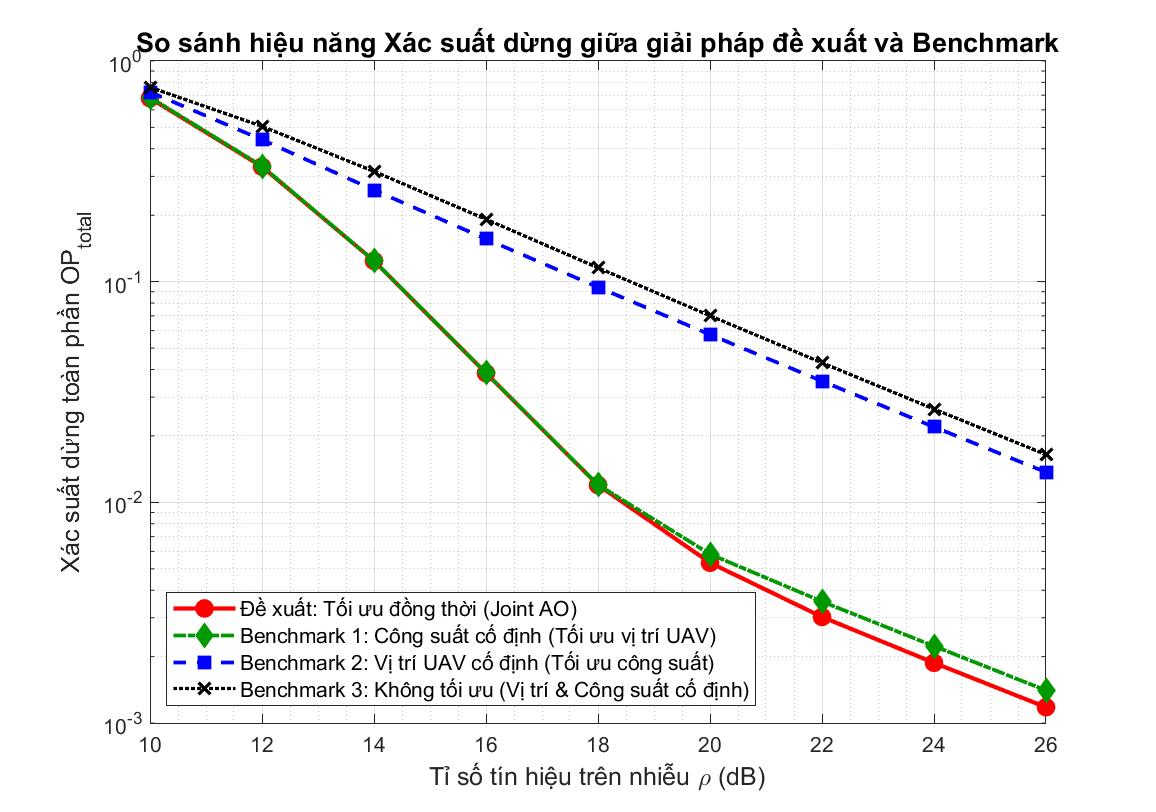 So sánh hiệu năng Xác suất dừng giữa giải pháp đề xuất và Benchmark
10^0
10^-1
10^-2
10^-3
Xác suất dừng toàn phần OP_total
Đề xuất: Tối ưu đồng thời (Joint AO)
Benchmark 1: Công suất cố định (Tối ưu vị trí UAV)
Benchmark 2: Vị trí UAV cố định (Tối ưu công suất)
Benchmark 3: Không tối ưu (Vị trí & Công suất cố định)
10 12 14 16 18 20 22 24 26
Tỉ số tín hiệu trên nhiễu ρ (dB)